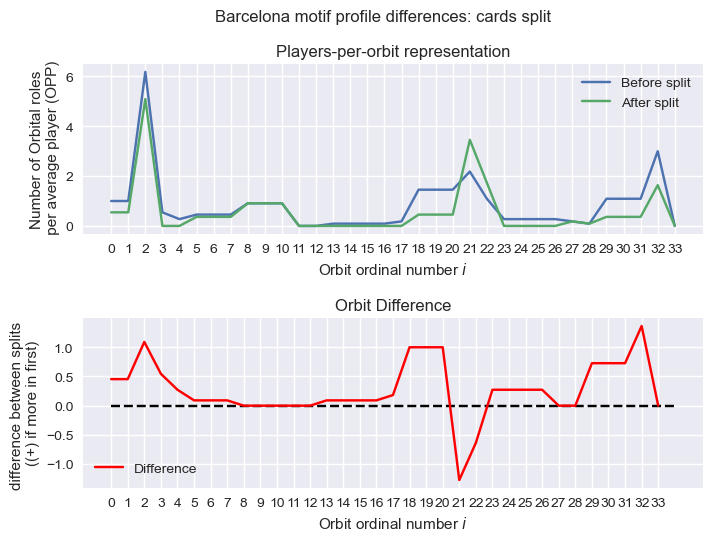 Barcelona motif profile differences: cards split
Players-per-orbit representation
Number of Orbital roles
per average player (OPP)
6
4
2
0
Before split
After split
0 1 2 3 4 5 6 7 8 9 10 11 12 13 14 15 16 17 18 19 20 21 22 23 24 25 26 27 28 29 30 31 32 33
Orbit ordinal number i
Orbit Difference
difference between splits
((+) if more in first)
1.0
0.5
0.0
−0.5
−1.0
Difference
0 1 2 3 4 5 6 7 8 9 10 11 12 13 14 15 16 17 18 19 20 21 22 23 24 25 26 27 28 29 30 31 32 33
Orbit ordinal number i